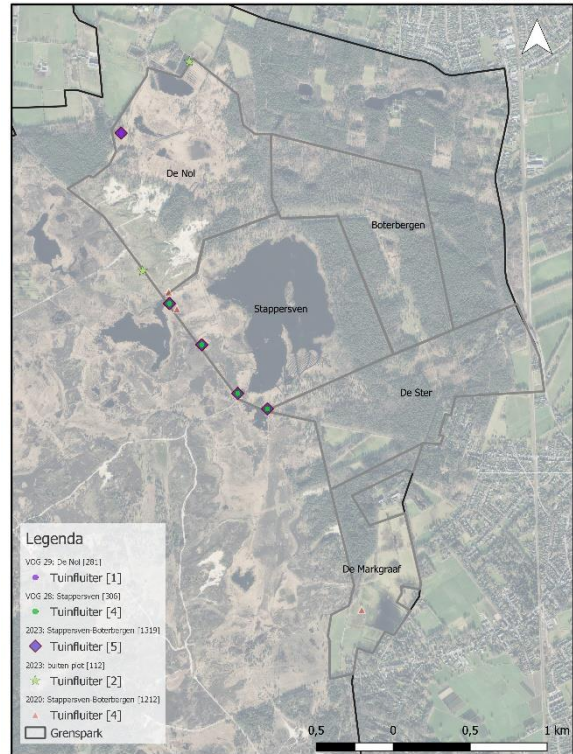 De Nol
Boterbergen
Stappersven
De Ster
De Markgraaf
Legenda
VOG 29: De Nol [281]
Tuinfluiter [1]
VOG 28: Stappersven [306]
Tuinfluiter [4]
2023: Stappersven-Boterbergen [1319]
Tuinfluiter [5]
2023: buiten plot [112]
Tuinfluiter [2]
2020: Stappersven-Boterbergen [1212]
Tuinfluiter [4]
Grenspark
0,5 0 0,5 1 km